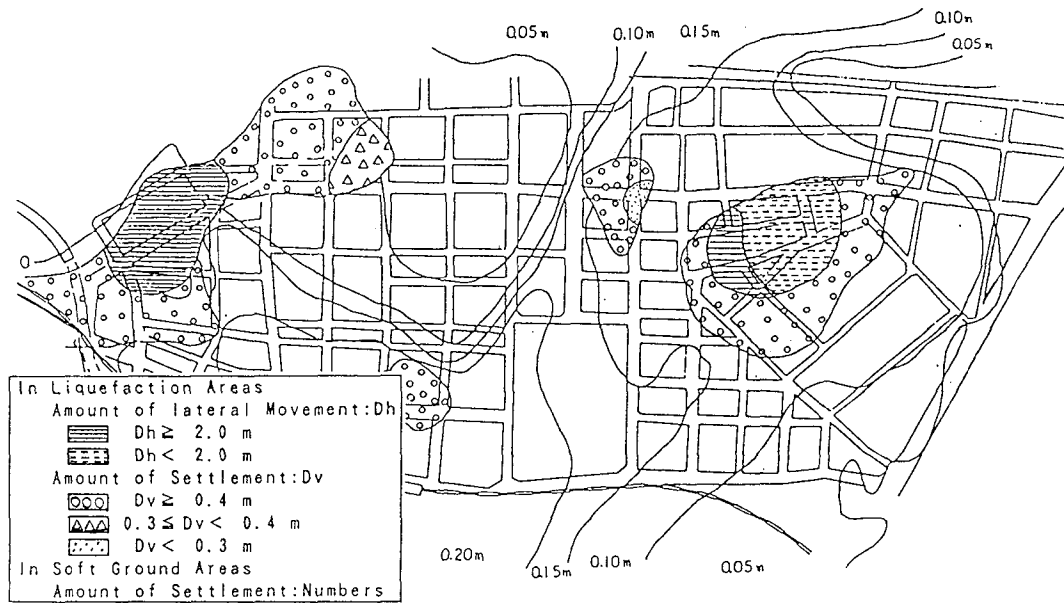 0.05m
0.10m
0.15m
0.10m
0.05m
0
In Liquefaction Areas
Amount of lateral Movement:Dh
Dh≧ 2.0 m
Dh< 2.0 m
Amount of Settlement:Dv
Dv≧ 0.4 m
0.3≦Dv< 0.4 m
Dv< 0.3 m
In Soft Ground Areas
Amount of Settlement:Numbers
0.20m
0.15m
0.10m
0.05m